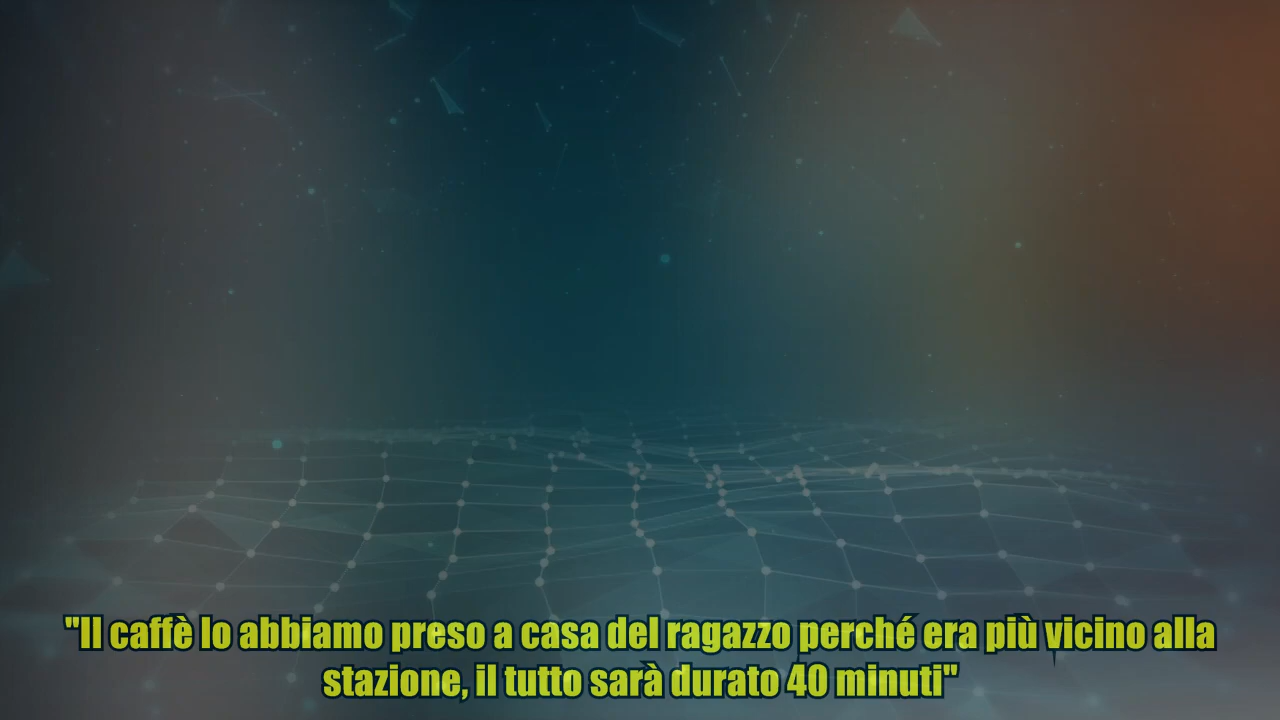 "Il caffè lo abbiamo preso a casa del ragazzo perché era più vicino alla
stazione, il tutto sarà durato 40 minuti"